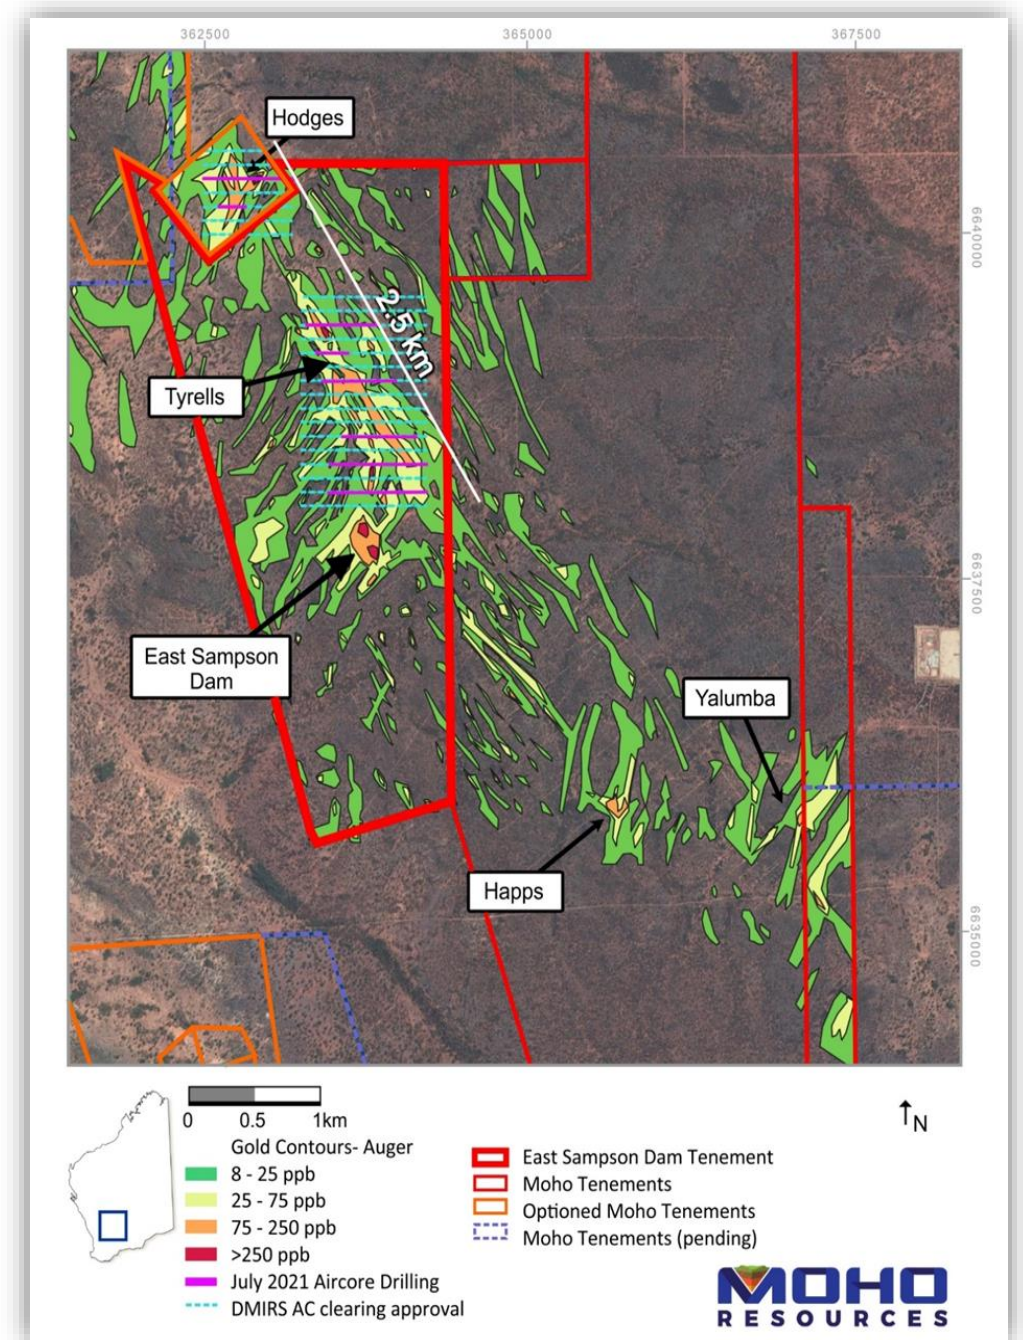 362500
365000
367500
Hodges
6640000
2.5 km
Tyrells
6637500
East Sampson
Dam
Yalumba
Happs
6635000
0 0.5 1km
N
Gold Contours- Auger
8 - 25 ppb
25 - 75 ppb
75 - 250 ppb
>250 ppb
July 2021 Aircore Drilling
DMIRS AC clearing approval
East Sampson Dam Tenement
Moho Tenements
Optioned Moho Tenements
Moho Tenements (pending)
MOHO
RESOURCES